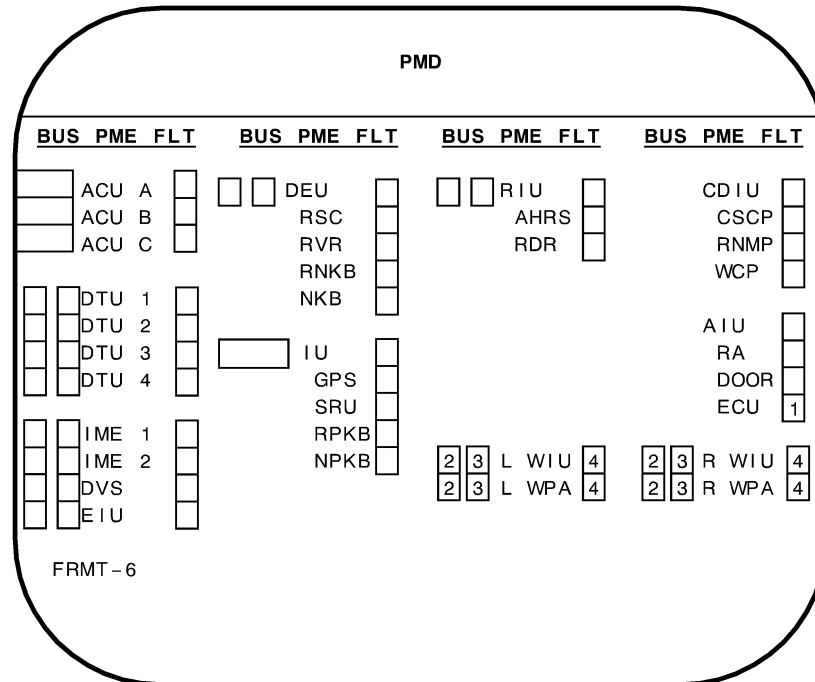 PMD
BUS PME FLT BUS PME FLT BUS PME FLT BUS PME FLT
ACU A DEU RIU CDIU
ACU B RSC AHRS CSCP
ACU C RVR RDR RNMP
RNKB WCP
DTU 1 NKB
DTU 2 AIU
DTU 3 IU RA
DTU 4 GPS DOOR
SRU ECU 1
IME 1 RPKB
IME 2 NPKB 2 3 L WIU 4 2 3 R WIU 4
DVS 2 3 L WPA 4 2 3 R WPA 4
EIU
FRMT-6